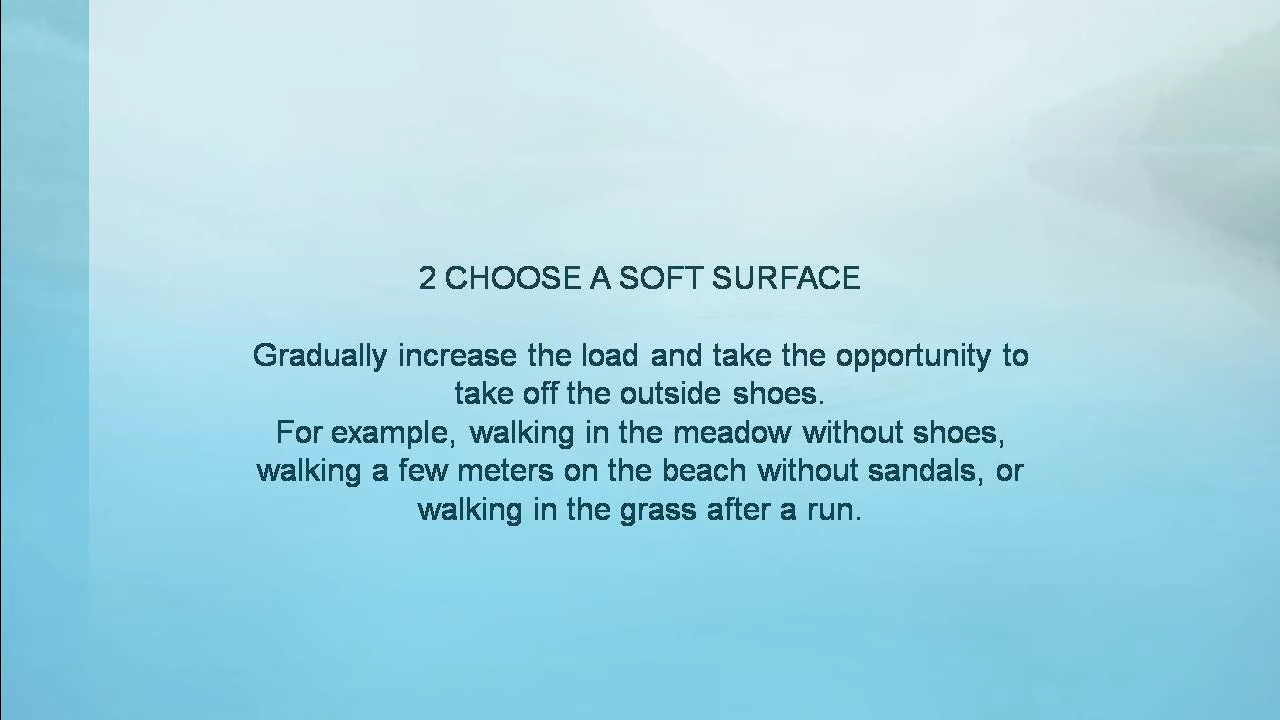 2 CHOOSE A SOFT SURFACE
Gradually increase the load and take the opportunity to
take off the outside shoes.
For example, walking in the meadow without shoes,
walking a few meters on the beach without sandals, or
walking in the grass after a run.